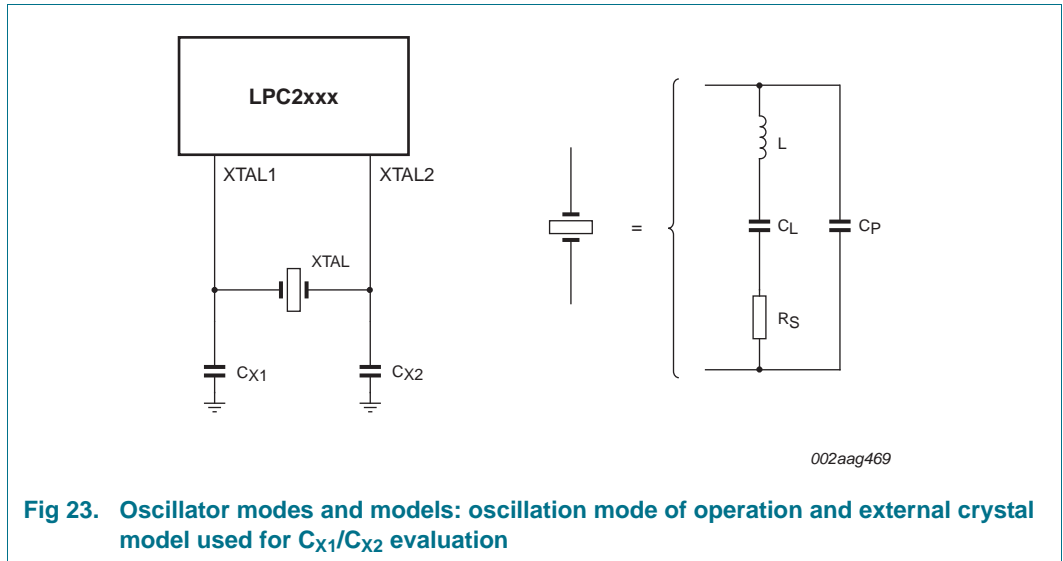 LPC2xxx
XTAL1
XTAL2
XTAL
CX1
CX2
=
L
CL
CP
RS
002aag469
Fig 23. Oscillator modes and models: oscillation mode of operation and external crystal
model used for CX1/CX2 evaluation